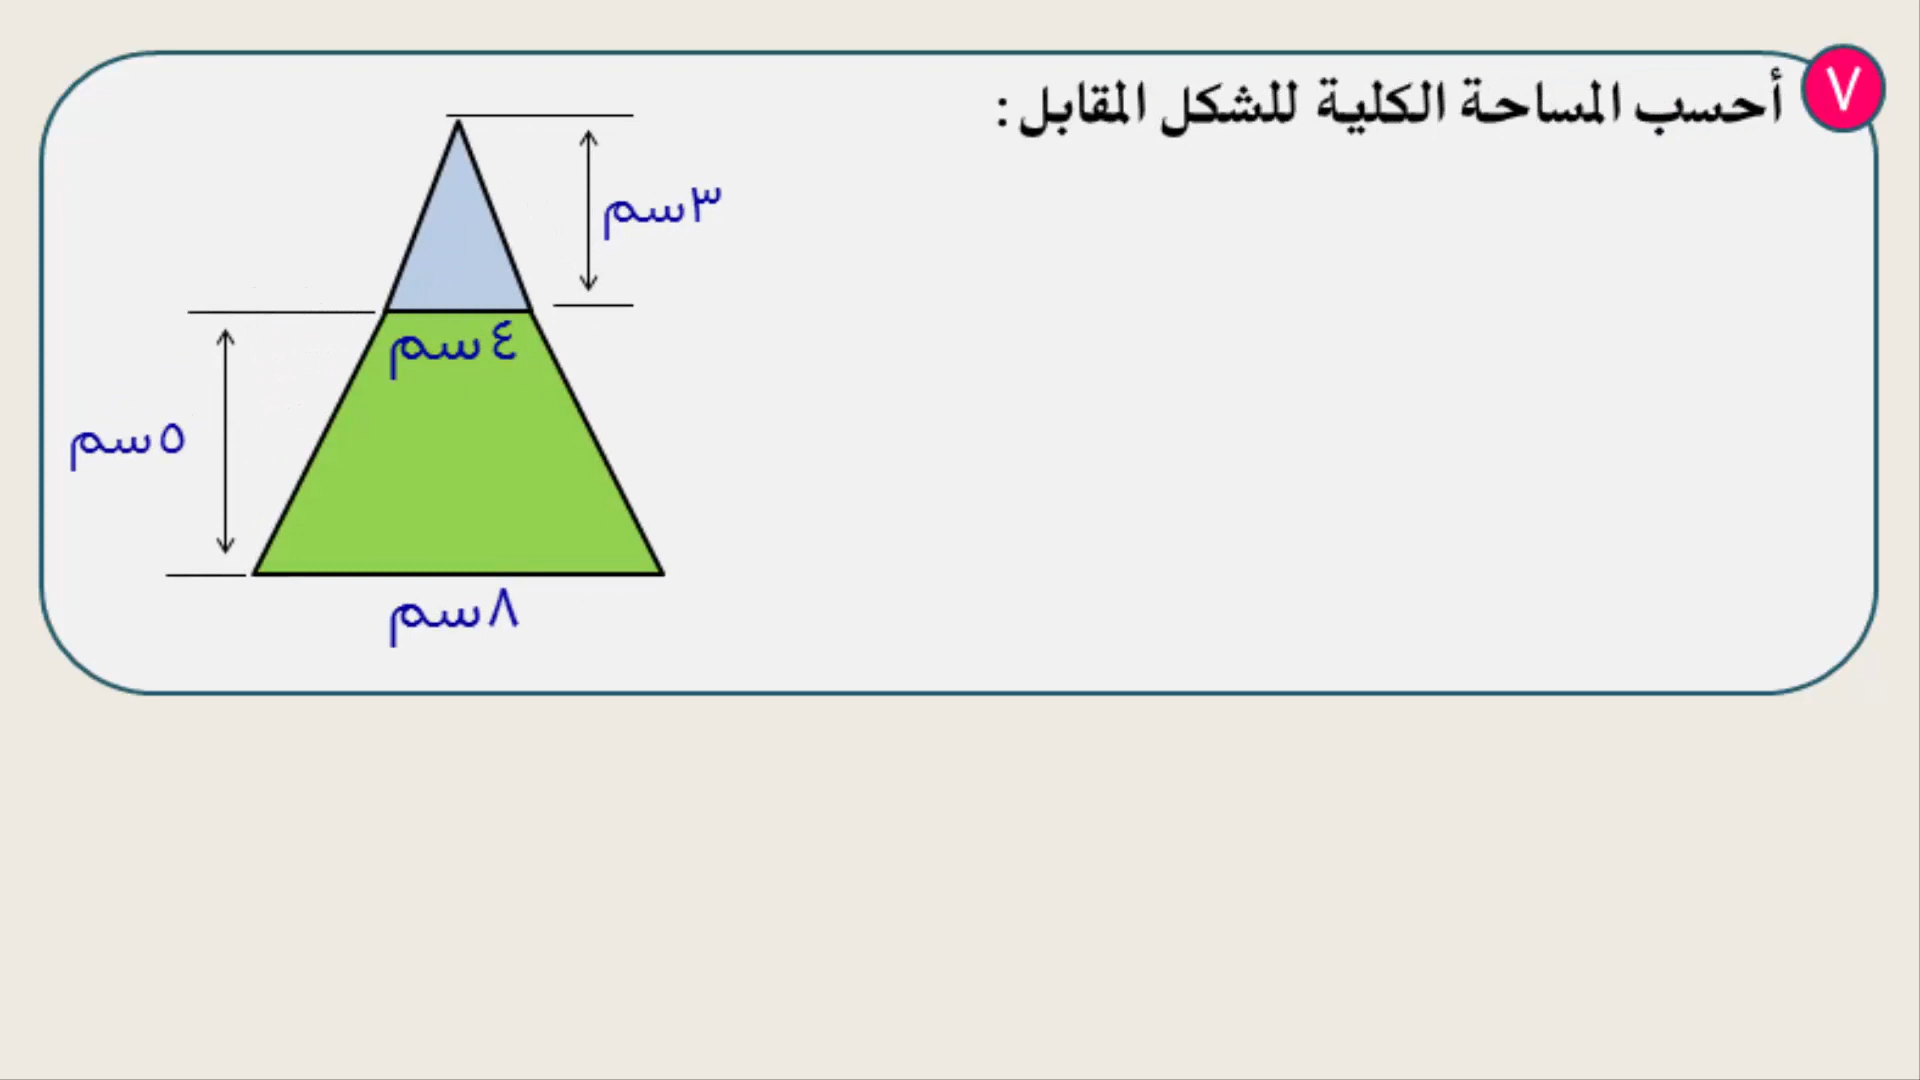 ٧ أحسب المساحة الكلية للشكل المقابل :
٣سم
٤سم
٥سم
٨سم